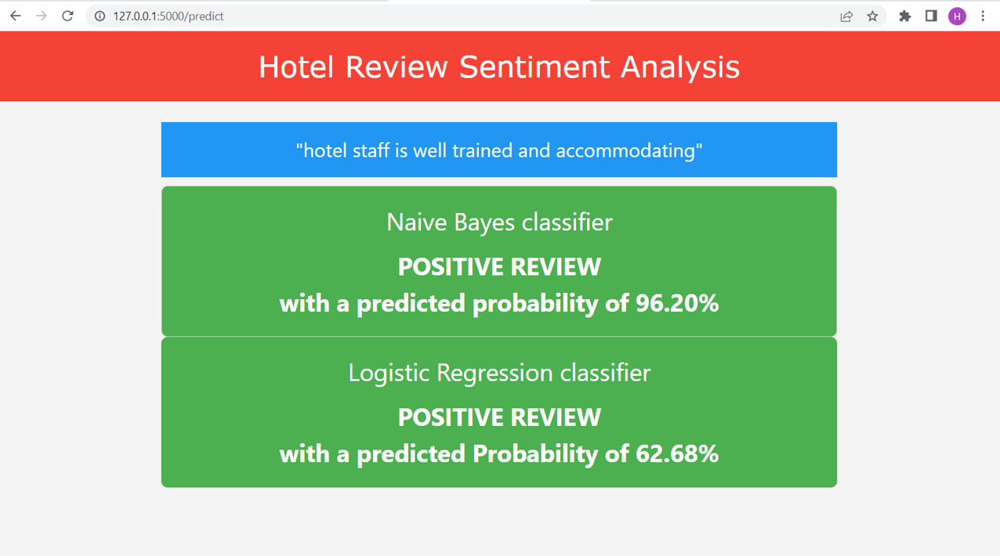 127.0.0.1:5000/predict
H
Hotel Review Sentiment Analysis
"hotel staff is well trained and accommodating"
Naive Bayes classifier
POSITIVE REVIEW
with a predicted probability of 96.20%
Logistic Regression classifier
POSITIVE REVIEW
with a predicted Probability of 62.68%